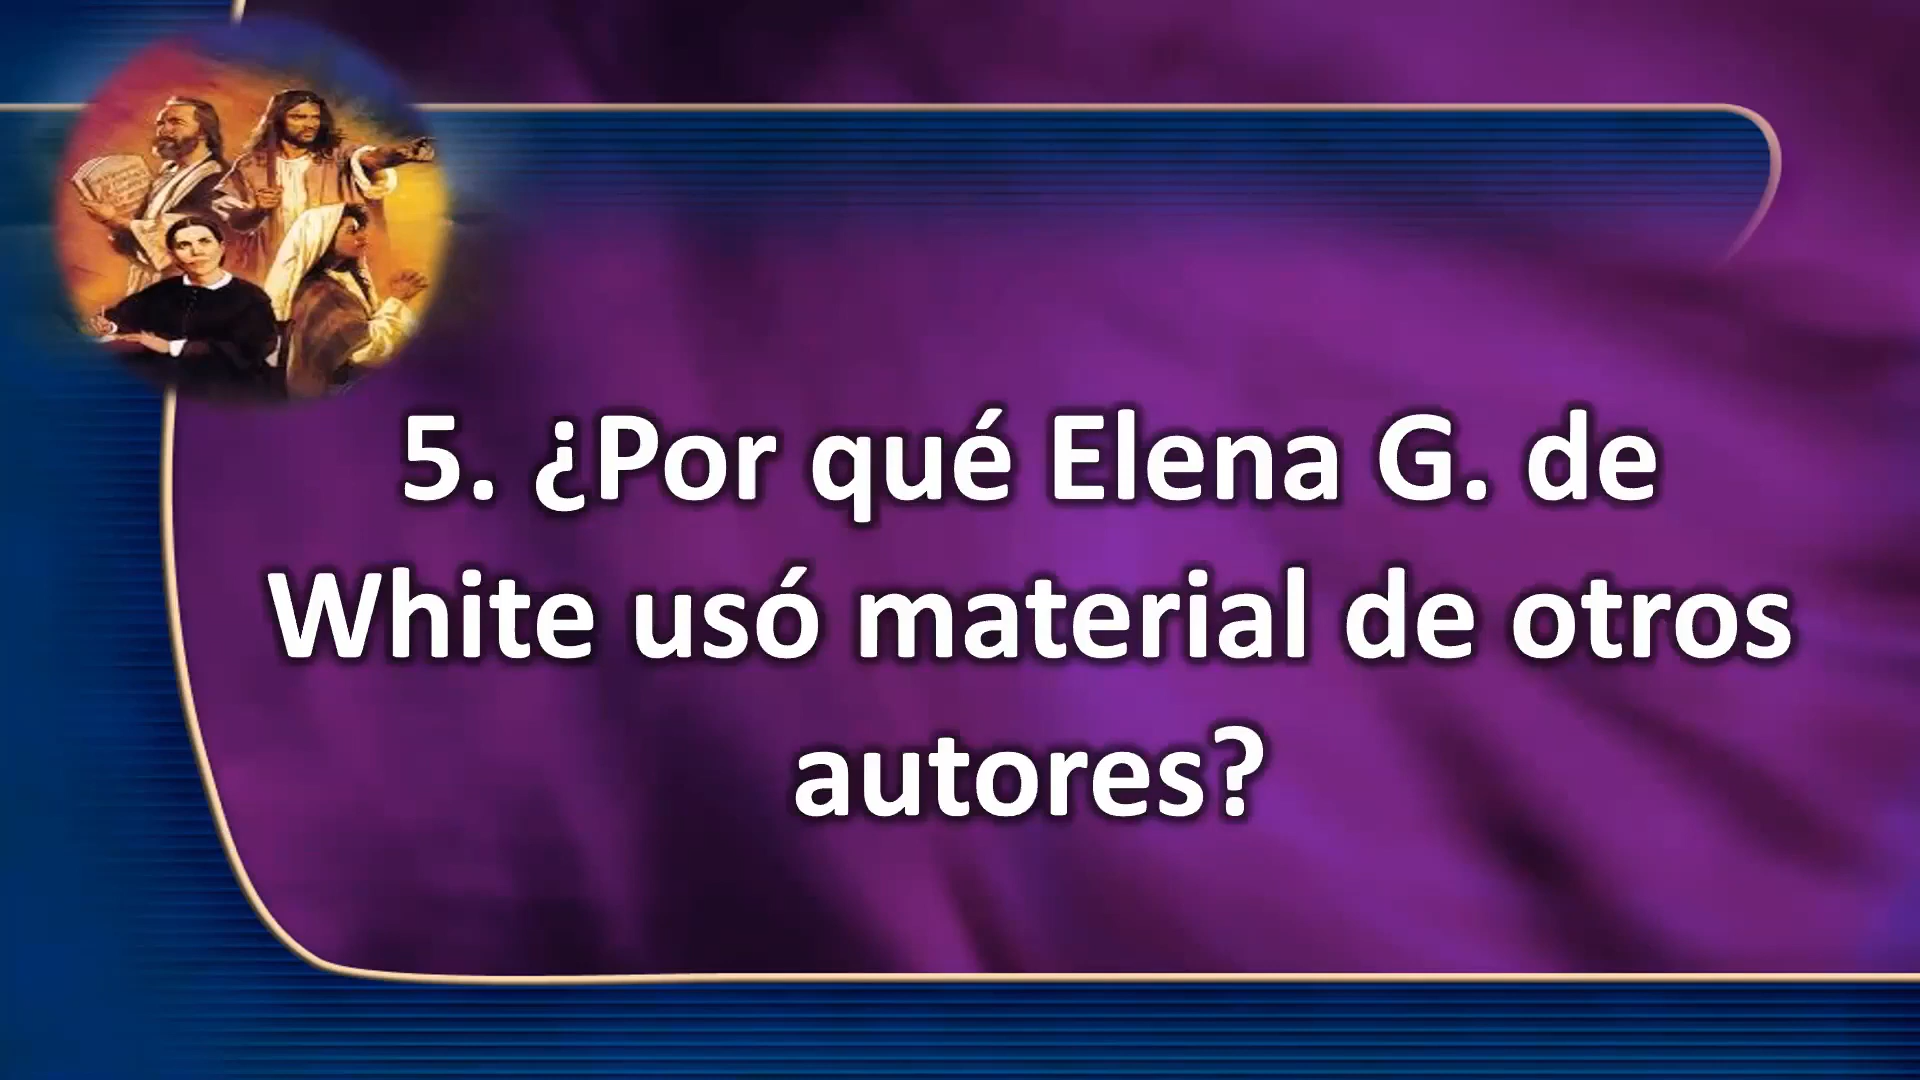 5. ¿Por qué Elena G. de
White usó material de otros
autores?